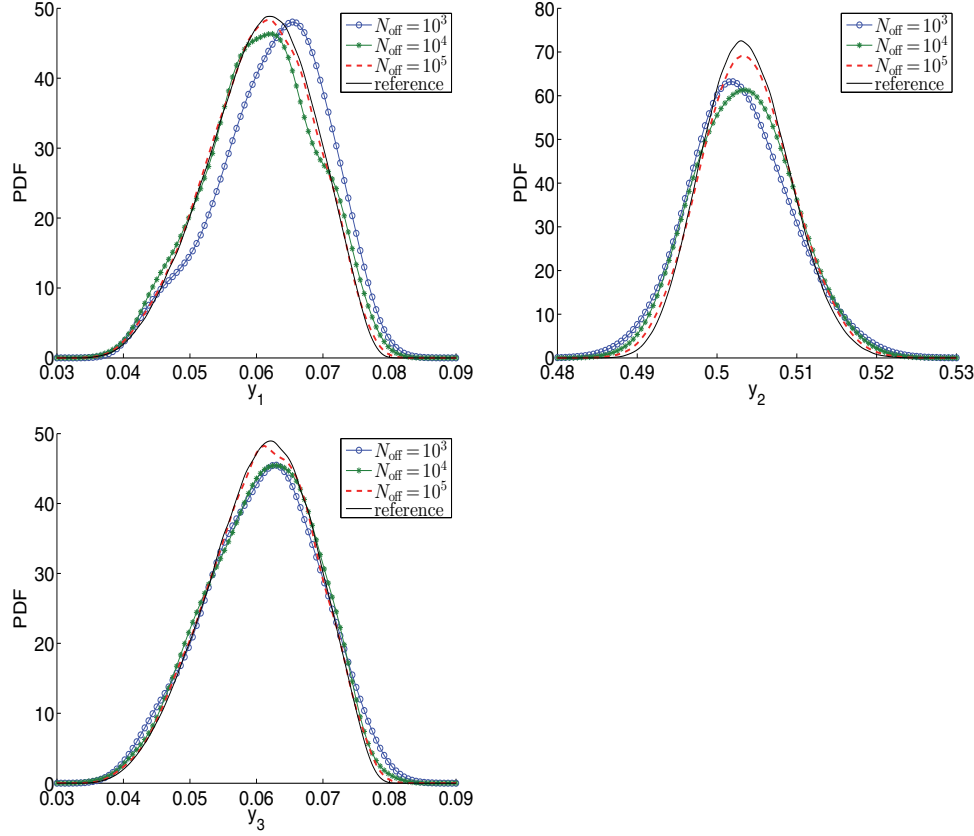 50
40
30
20
10
0
PDF
0.03 0.04 0.05 0.06 0.07 0.08 0.09
y_1
N_off = 10^3
N_off = 10^4
N_off = 10^5
reference
80
70
60
50
40
30
20
10
0
PDF
0.48 0.49 0.5 0.51 0.52 0.53
y_2
N_off = 10^3
N_off = 10^4
N_off = 10^5
reference
50
40
30
20
10
0
PDF
0.03 0.04 0.05 0.06 0.07 0.08 0.09
y_3
N_off = 10^3
N_off = 10^4
N_off = 10^5
reference